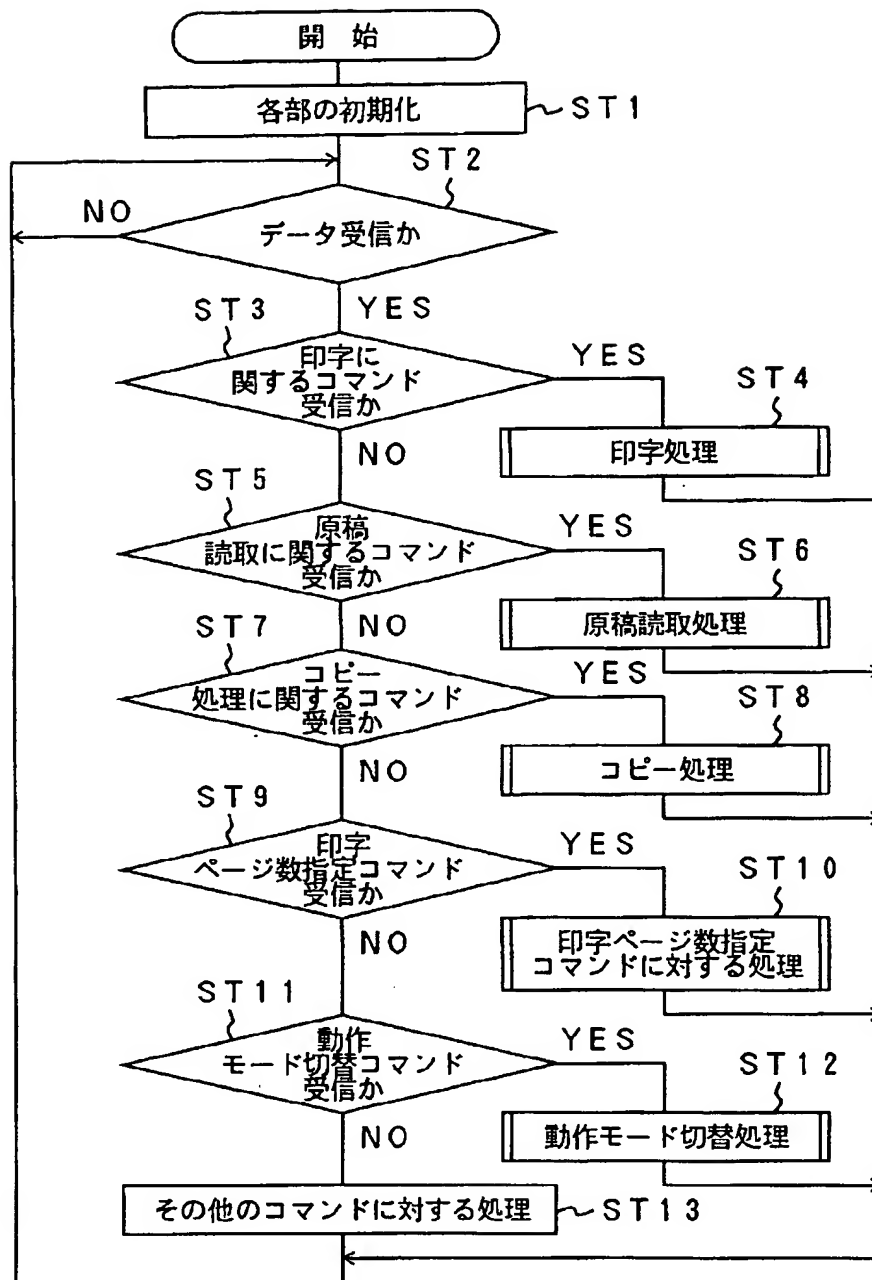 開 始
各部の初期化
ST1
ST2
NO
データ受信か
YES
ST3
印字に
関するコマンド
受信か
YES
ST4
印字処理
NO
ST5
原稿
読取に関するコマンド
受信か
YES
ST6
原稿読取処理
NO
ST7
コピー
処理に関するコマンド
受信か
YES
ST8
コピー処理
NO
ST9
印字
ページ数指定コマンド
受信か
YES
ST10
印字ページ数指定
コマンドに対する処理
NO
ST11
動作
モード切替コマンド
受信か
YES
ST12
動作モード切替処理
NO
その他のコマンドに対する処理
ST13